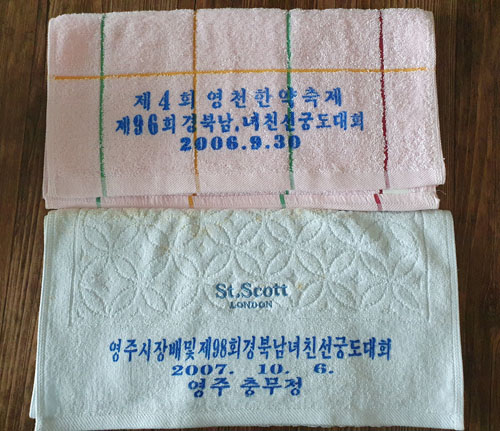 제4회 영천한약축제
제96회경북남,녀친선궁도대회
2006.9.30
St.Scott
LONDON
영주시장배및제98회경북남녀친선궁도대회
2007. 10. 6.
영주 충무정